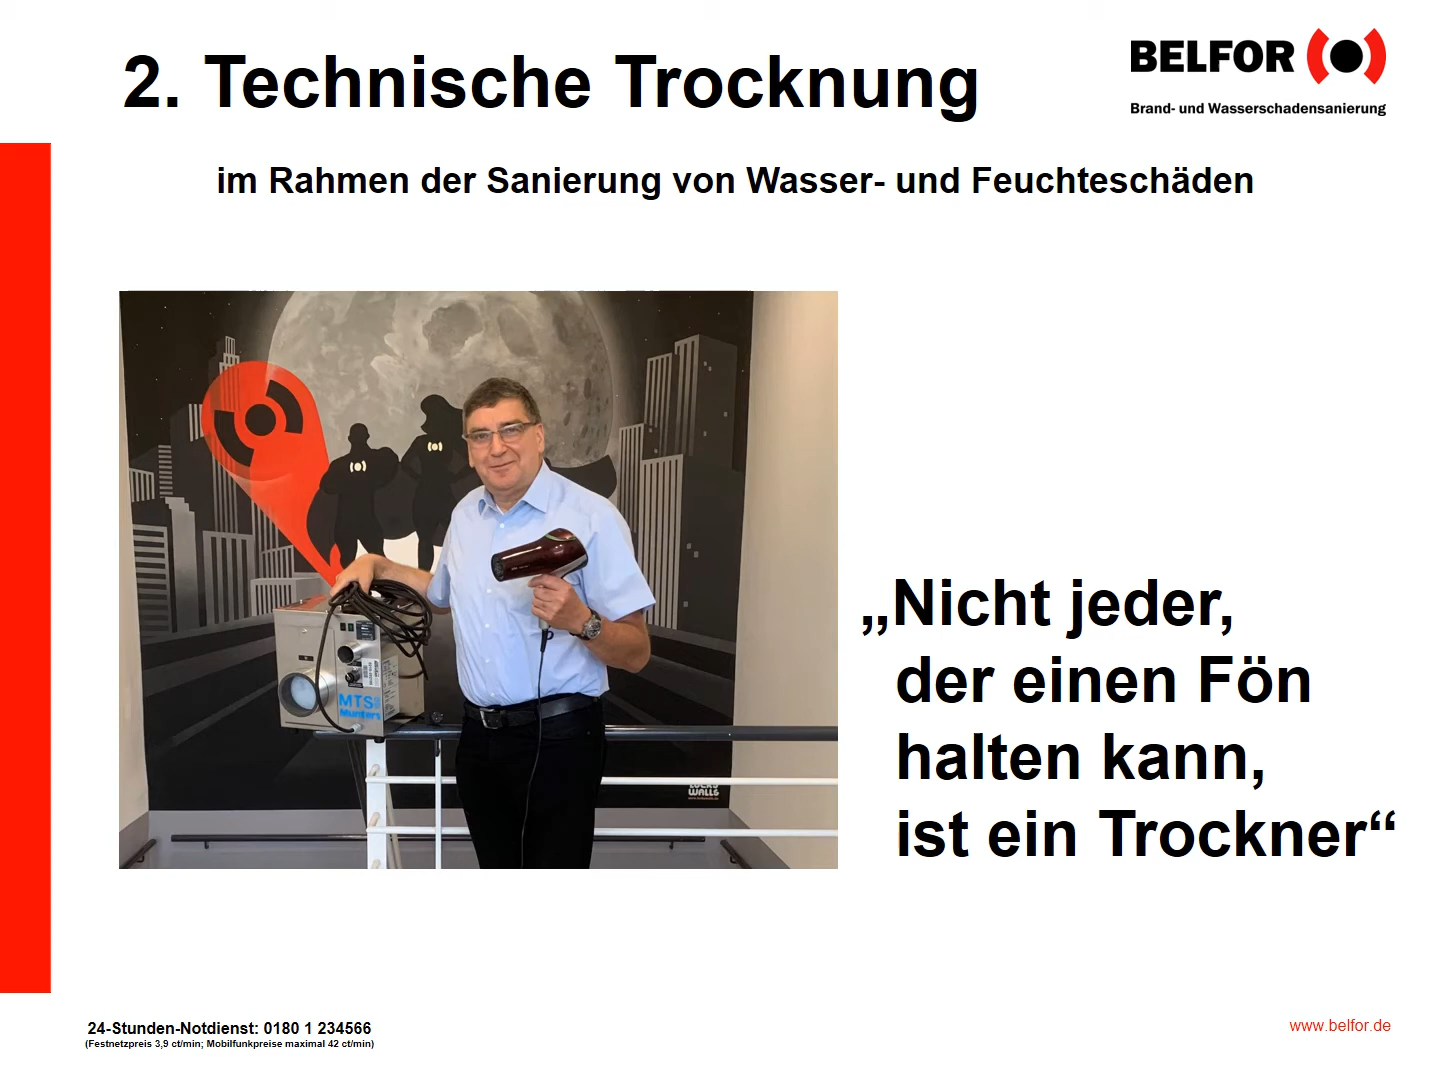 2. Technische Trocknung
BELFOR
Brand- und Wasserschadensanierung
im Rahmen der Sanierung von Wasser- und Feuchteschäden
MTS
Munters
WALLS
„Nicht jeder,
der einen Fön
halten kann,
ist ein Trockner“
24-Stunden-Notdienst: 0180 1 234566
(Festnetzpreis 3,9 ct/min; Mobilfunkpreise maximal 42 ct/min)
www.belfor.de